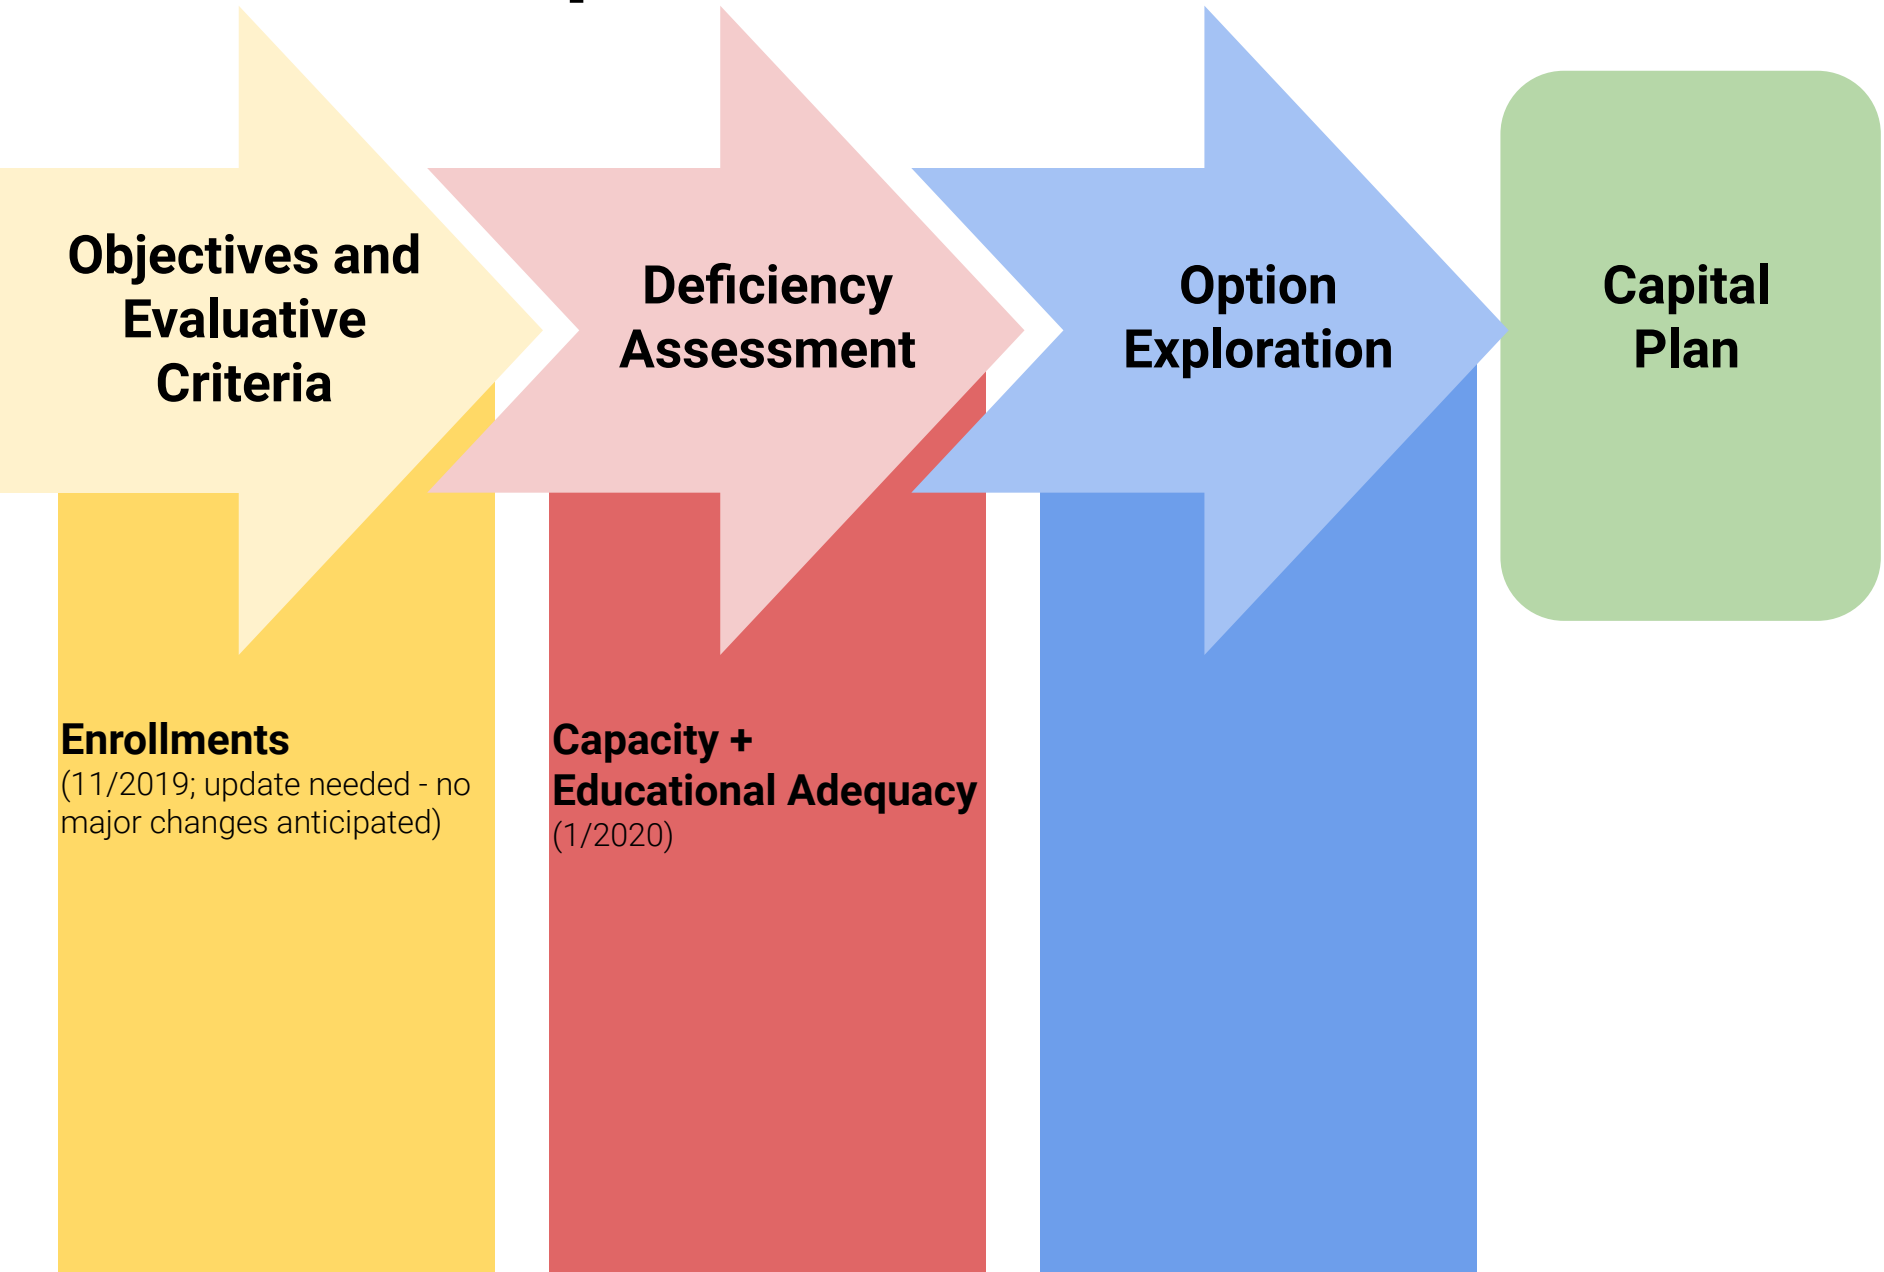 Objectives and
Evaluative
Criteria
Deficiency
Assessment
Option
Exploration
Capital
Plan
Enrollments
(11/2019; update needed - no
major changes anticipated)
Capacity +
Educational Adequacy
(1/2020)